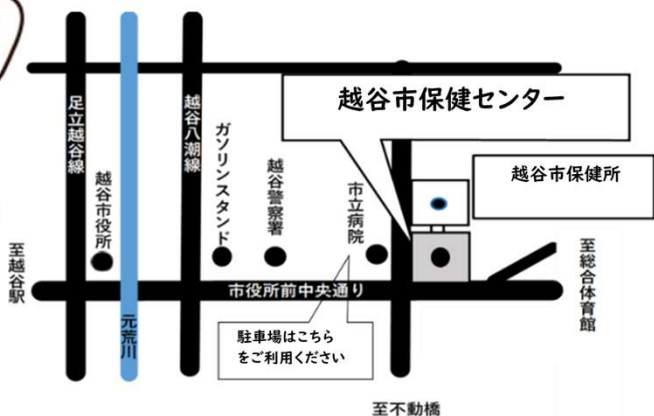 越谷市保健センター
越谷市保健所
足立越谷線
越谷八潮線
越谷市役所
ガソリンスタンド
越谷警察署
市立病院
至越谷駅
至総合体育館
市役所前中央通り
元荒川
駐車場はこちら
をご利用ください
至不動橋